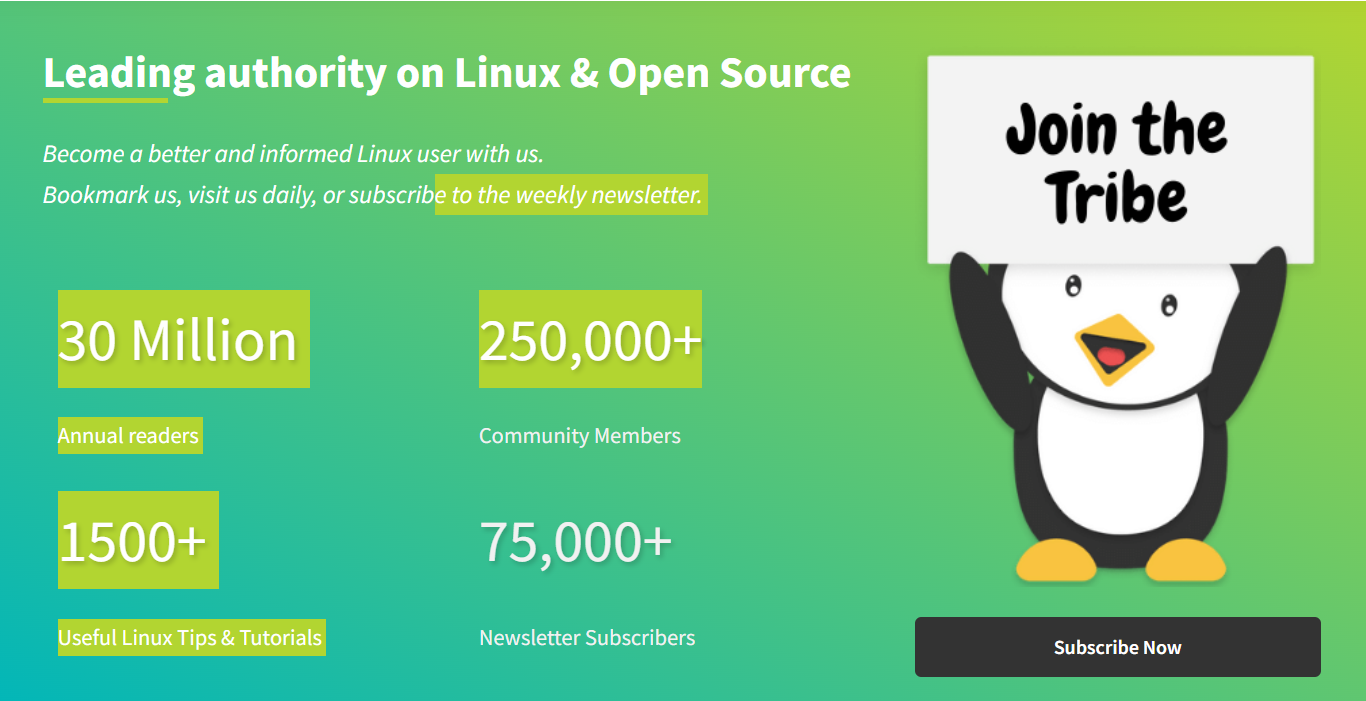 Leading authority on Linux & Open Source
Become a better and informed Linux user with us.
Bookmark us, visit us daily, or subscribe to the weekly newsletter.
30 Million
Annual readers
250,000+
Community Members
1500+
Useful Linux Tips & Tutorials
75,000+
Newsletter Subscribers
Join the
Tribe
Subscribe Now